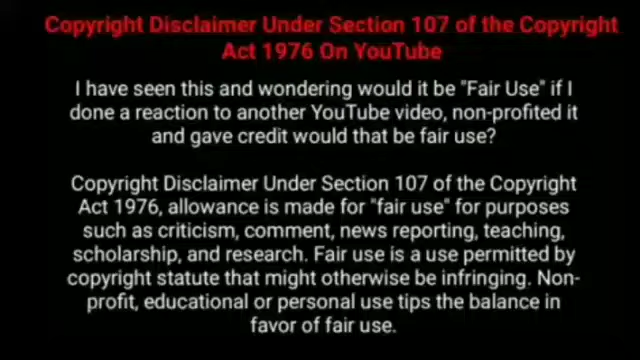 Copyright Disclaimer Under Section 107 of the Copyright
Act 1976 On YouTube
I have seen this and wondering would it be "Fair Use" if I
done a reaction to another YouTube video, non-profited it
and gave credit would that be fair use?
Copyright Disclaimer Under Section 107 of the Copyright
Act 1976, allowance is made for "fair use" for purposes
such as criticism, comment, news reporting, teaching,
scholarship, and research. Fair use is a use permitted by
copyright statute that might otherwise be infringing. Non-
profit, educational or personal use tips the balance in
favor of fair use.